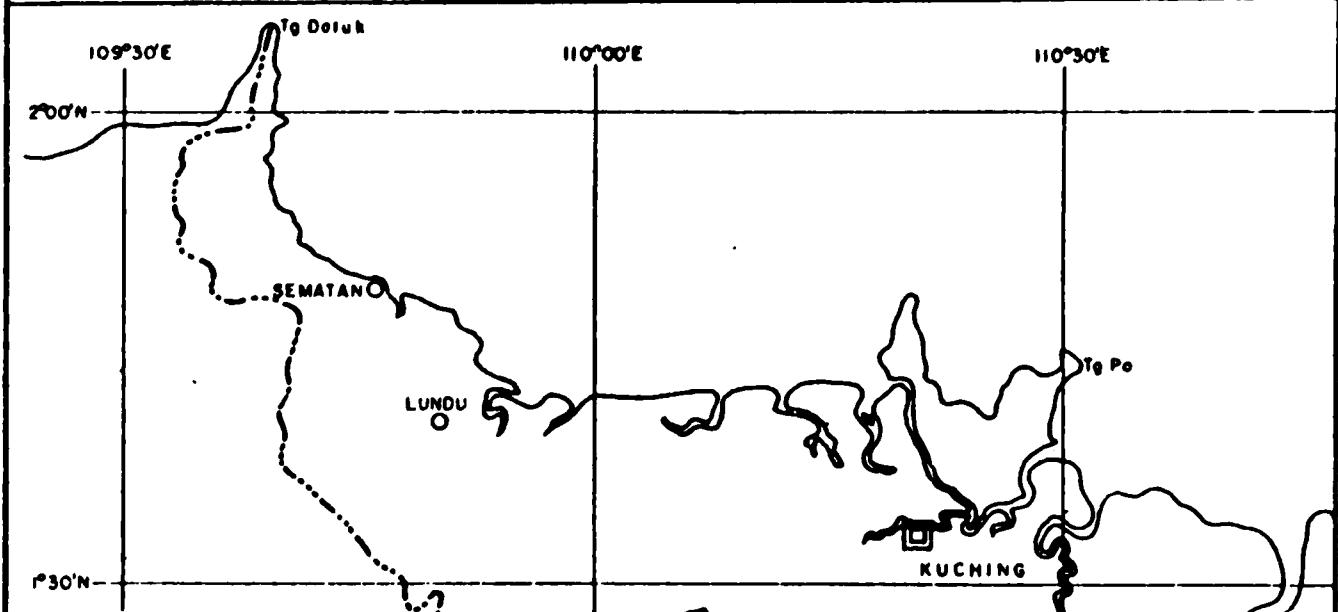 Tg Datuk
109°30'E
110°00'E
110°30'E
2°00'N
SEMATAN
Tg Po
LUNDU
KUCHING
1°30'N